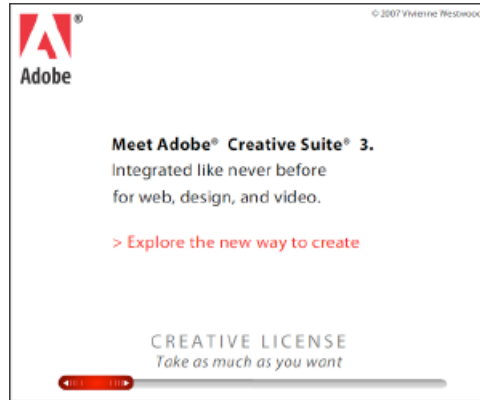 © 2007 Vivienne Westwood
Adobe®
Meet Adobe® Creative Suite® 3.
Integrated like never before
for web, design, and video.
> Explore the new way to create
CREATIVE LICENSE
Take as much as you want